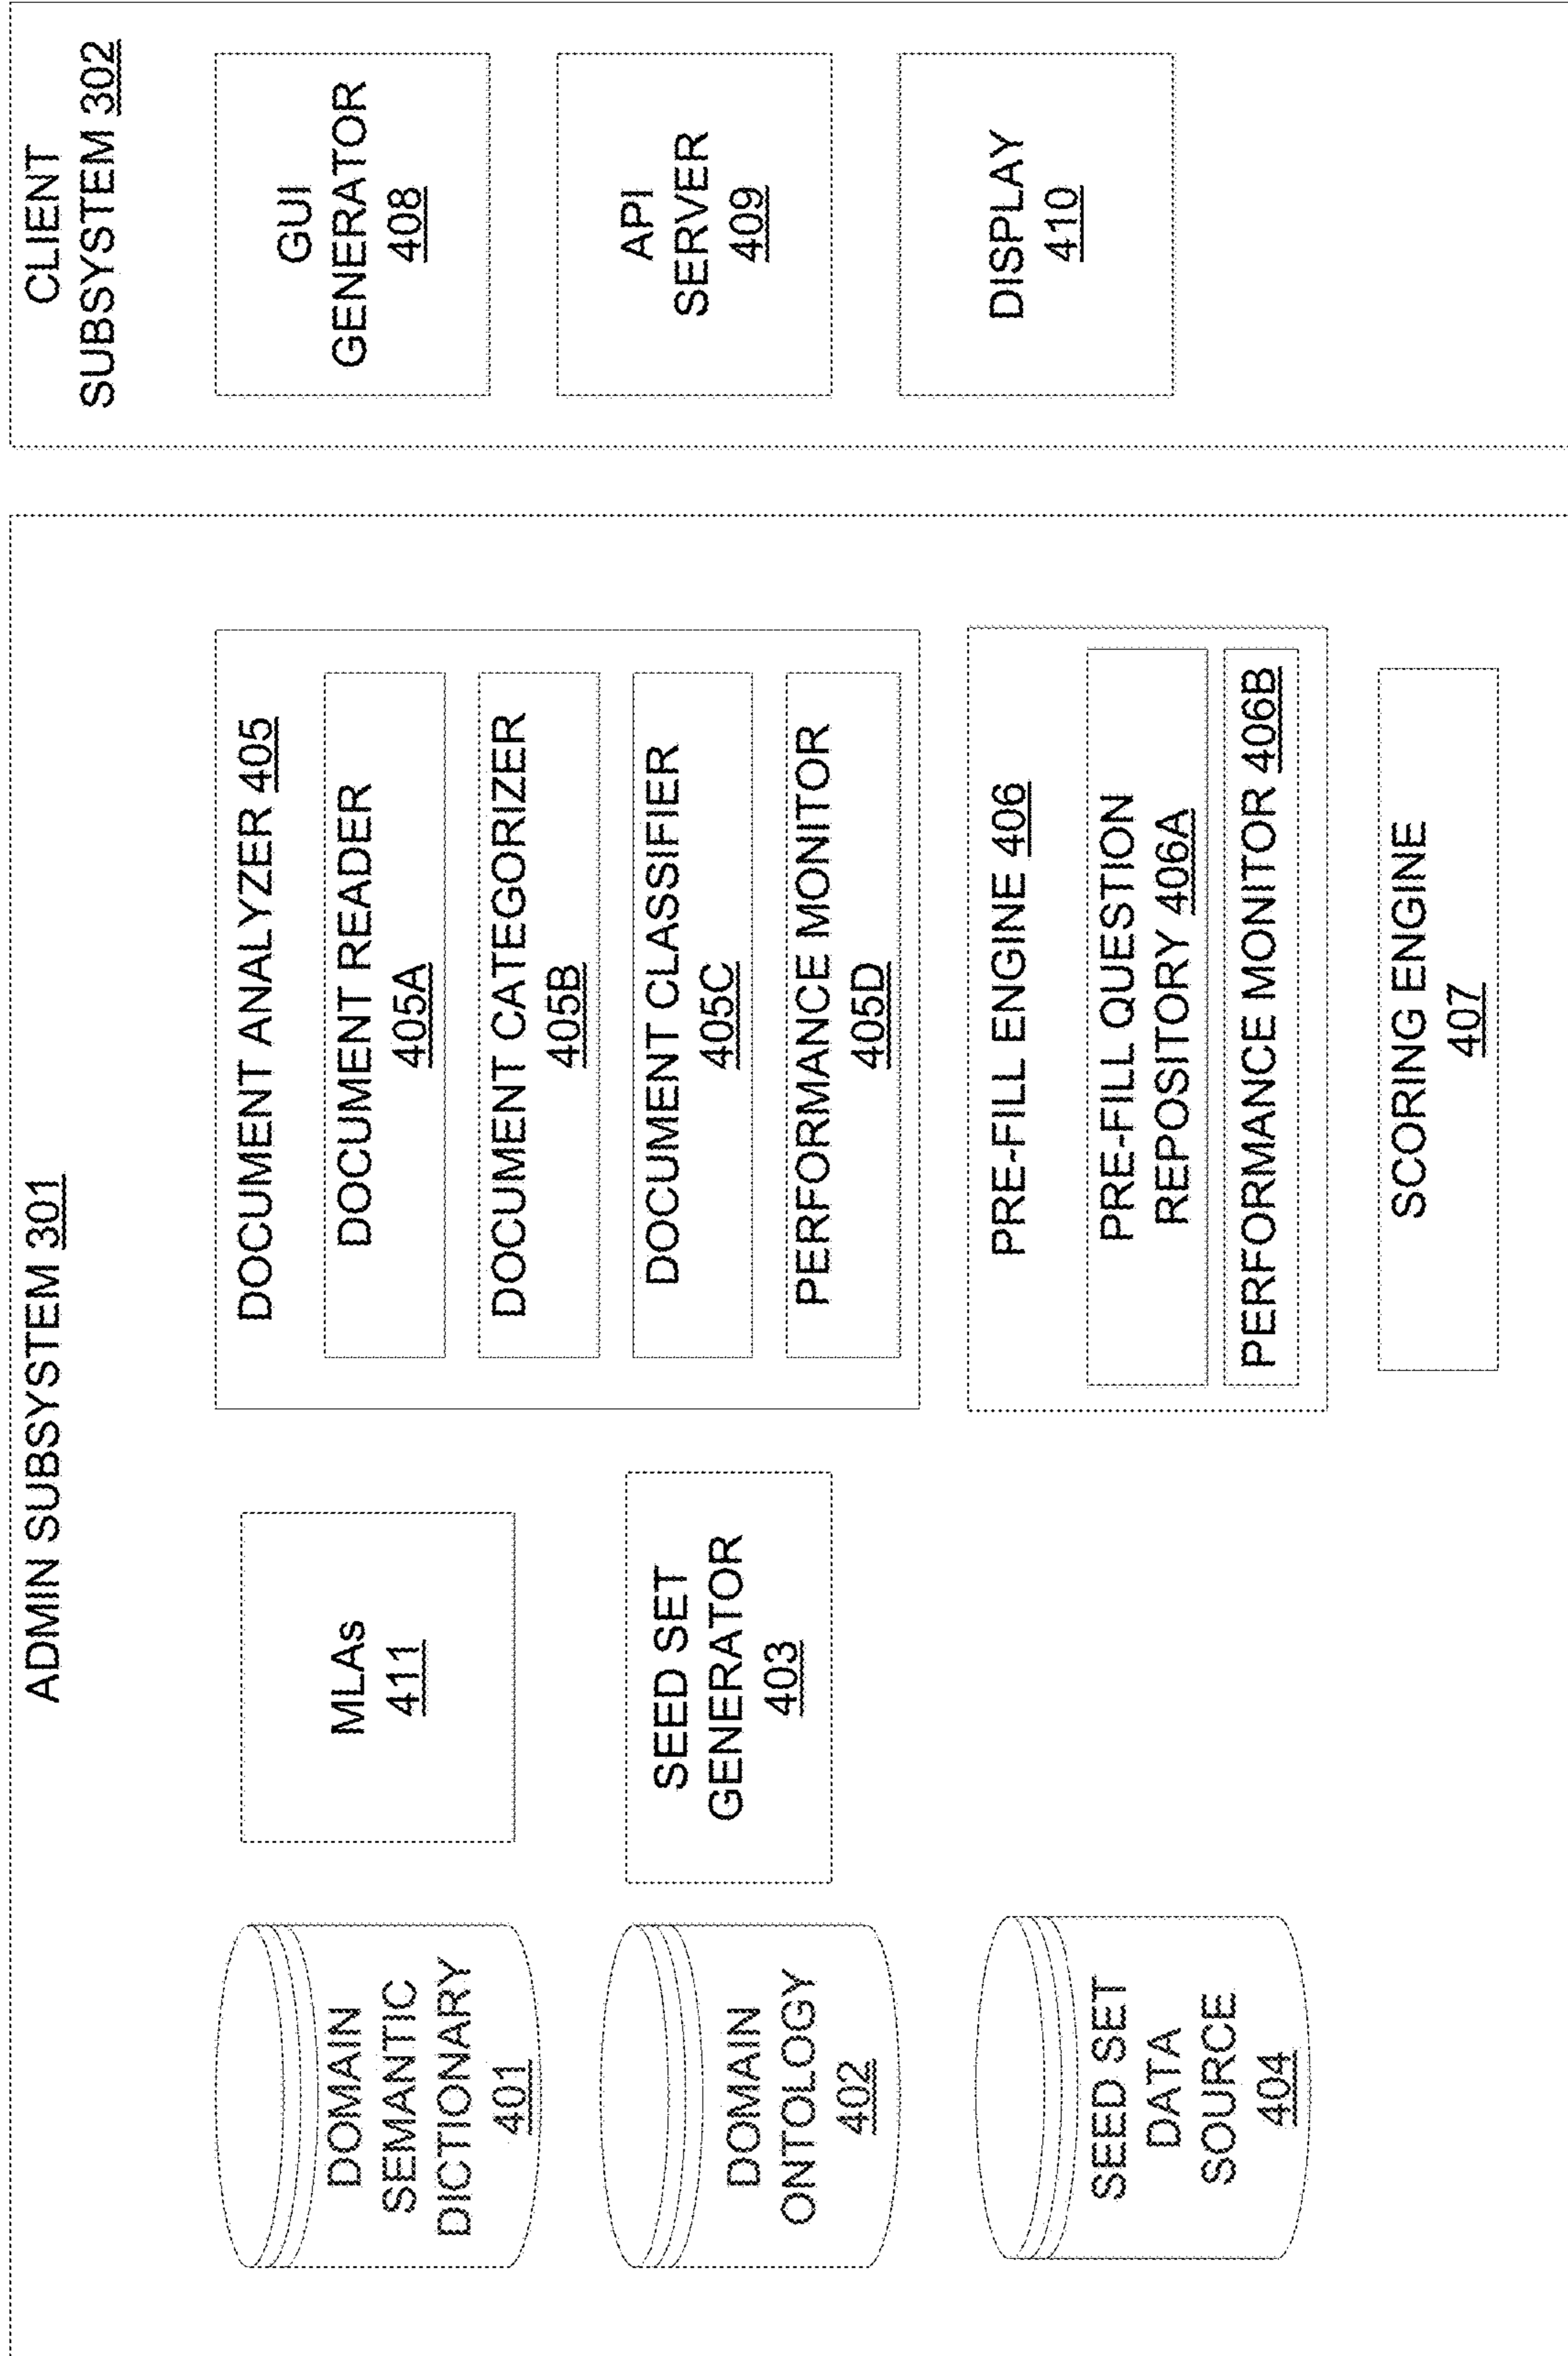 ADMIN SUBSYSTEM 301
DOMAIN
SEMANTIC
DICTIONARY
401
DOMAIN
ONTOLOGY
402
SEED SET
DATA
SOURCE
404
MLAs
411
SEED SET
GENERATOR
403
DOCUMENT ANALYZER 405
DOCUMENT READER
405A
DOCUMENT CATEGORIZER
405B
DOCUMENT CLASSIFIER
405C
PERFORMANCE MONITOR
405D
PRE-FILL ENGINE 406
PRE-FILL QUESTION
REPOSITORY 406A
PERFORMANCE MONITOR 406B
SCORING ENGINE
407
CLIENT
SUBSYSTEM 302
GUI
GENERATOR
408
API
SERVER
409
DISPLAY
410